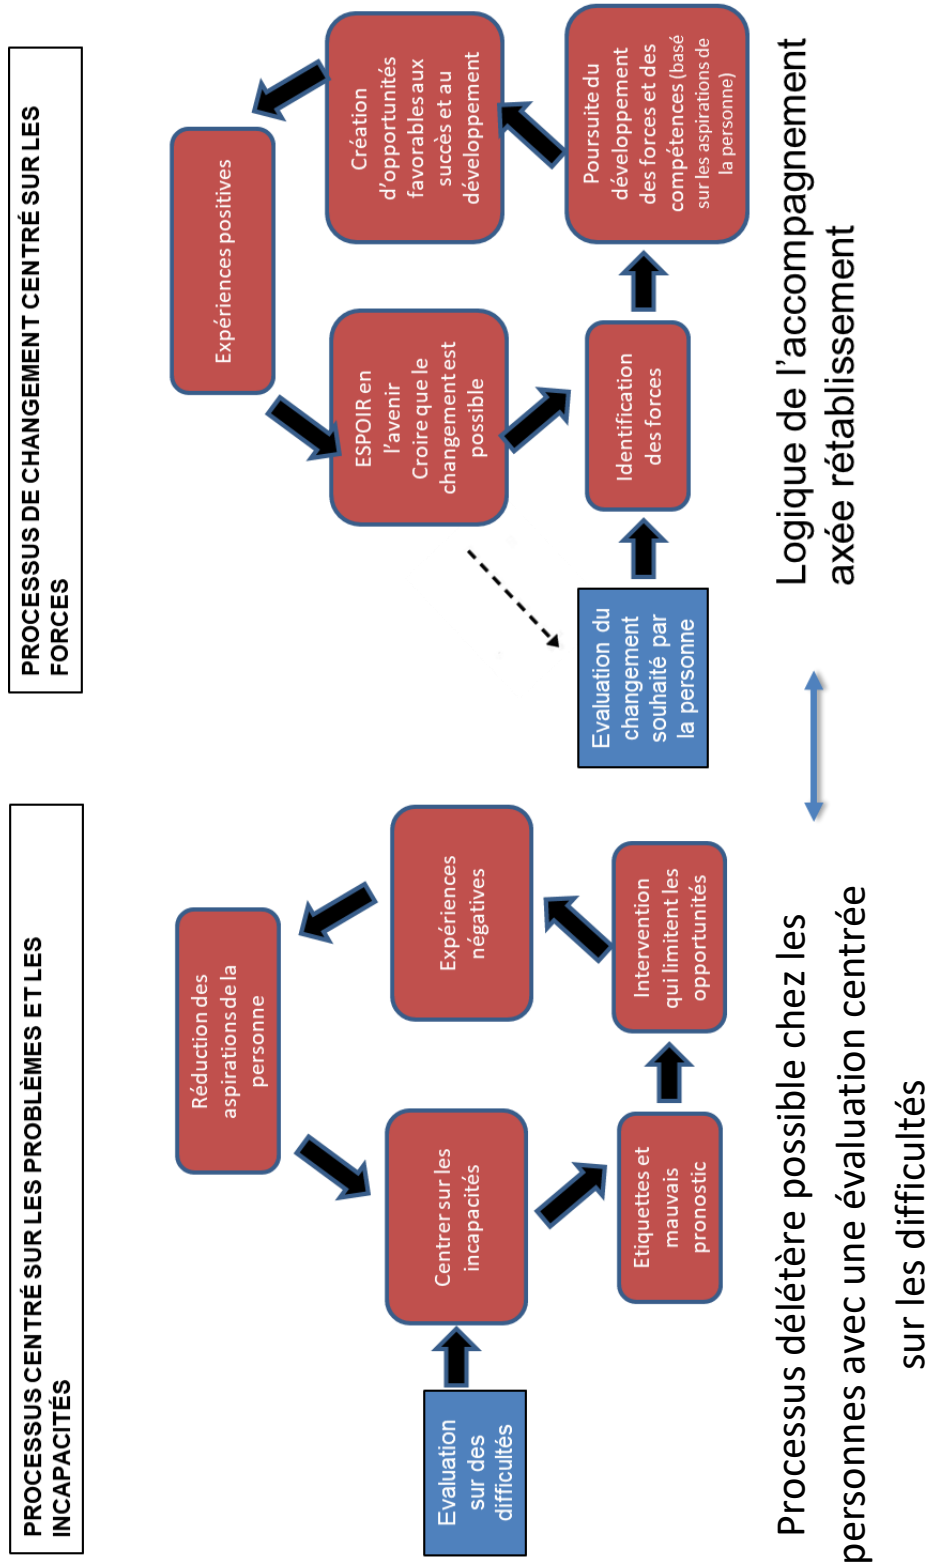 PROCESSUS CENTRÉ SUR LES PROBLÈMES ET LES
INCAPACITÉS
Evaluation
sur des
difficultés
Centrer sur les
incapacités
Réduction des
aspirations de la
personne
Etiquettes et
mauvais
pronostic
Intervention
qui limitent les
opportunités
Expériences
négatives
Processus délétère possible chez les
personnes avec une évaluation centrée
sur les difficultés
PROCESSUS DE CHANGEMENT CENTRÉ SUR LES
FORCES
Evaluation du
changement
souhaité par
la personne
Identification
des forces
ESPOIR en
l'avenir
Croire que le
changement est
possible
Expériences positives
Création
d'opportunités
favorables aux
succès et au
développement
Poursuite du
développement
des forces et des
compétences (basé
sur les aspirations de
la personne)
Logique de l'accompagnement
axée rétablissement